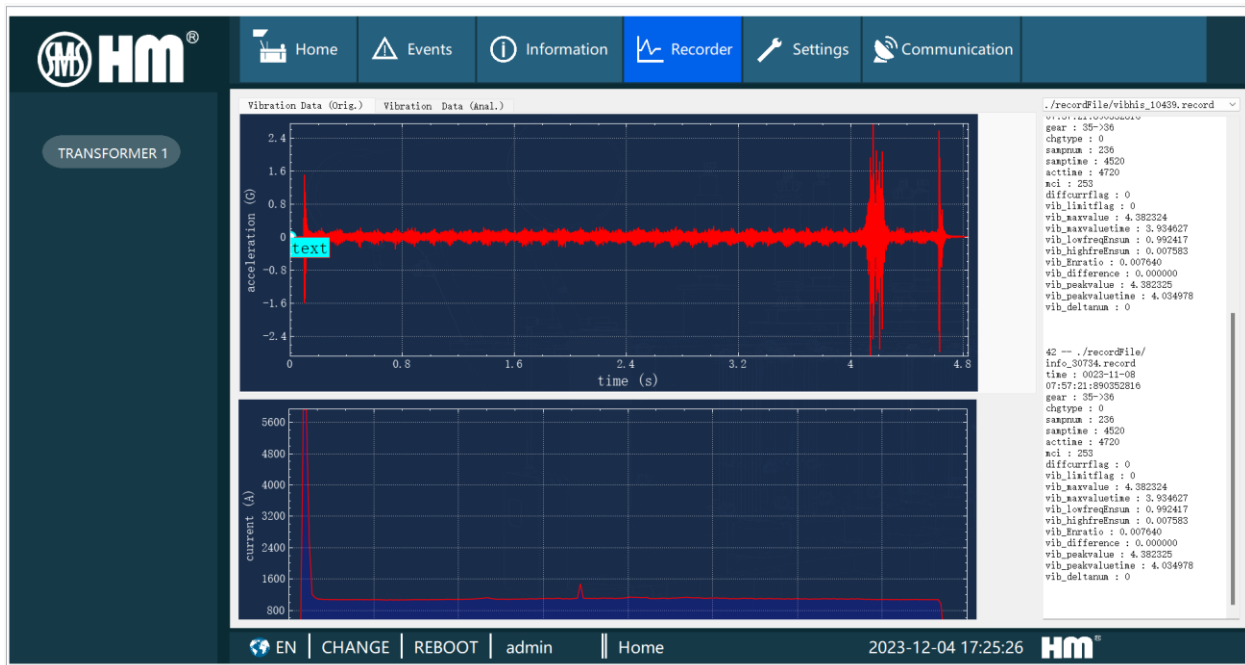 SMS HM®
Home
Events
Information
Recorder
Settings
Communication
TRANSFORMER 1
Vibration Data (Orig.)
Vibration Data (Anal.)
./recordFile/vibhis_10439.record
2.4
1.6
0.8
0
-0.8
-1.6
-2.4
acceleration (G)
text
0
0.8
1.6
2.4
3.2
4
4.8
time (s)
5600
4800
4000
3200
2400
1600
800
current (A)
07:57:21:890352816
gear : 35->36
chgtype : 0
sampnum : 236
samptime : 4520
acttime : 4720
mci : 253
diffcurrflag : 0
vib_limitflag : 0
vib_maxvalue : 4.382324
vib_maxvaluetime : 3.934627
vib_lowfreqEnsum : 0.992417
vib_highfreEnsum : 0.007583
vib_Enratio : 0.007640
vib_difference : 0.000000
vib_peakvalue : 4.382325
vib_peakvaluetime : 4.034978
vib_deltanum : 0
42 -- ./recordFile/
info_30734.record
time : 0023-11-08
07:57:21:890352816
gear : 35->36
chgtype : 0
sampnum : 236
samptime : 4520
acttime : 4720
mci : 253
diffcurrflag : 0
vib_limitflag : 0
vib_maxvalue : 4.382324
vib_maxvaluetime : 3.934627
vib_lowfreqEnsum : 0.992417
vib_highfreEnsum : 0.007583
vib_Enratio : 0.007640
vib_difference : 0.000000
vib_peakvalue : 4.382325
vib_peakvaluetime : 4.034978
vib_deltanum : 0
EN
CHANGE
REBOOT
admin
Home
2023-12-04 17:25:26
HM®